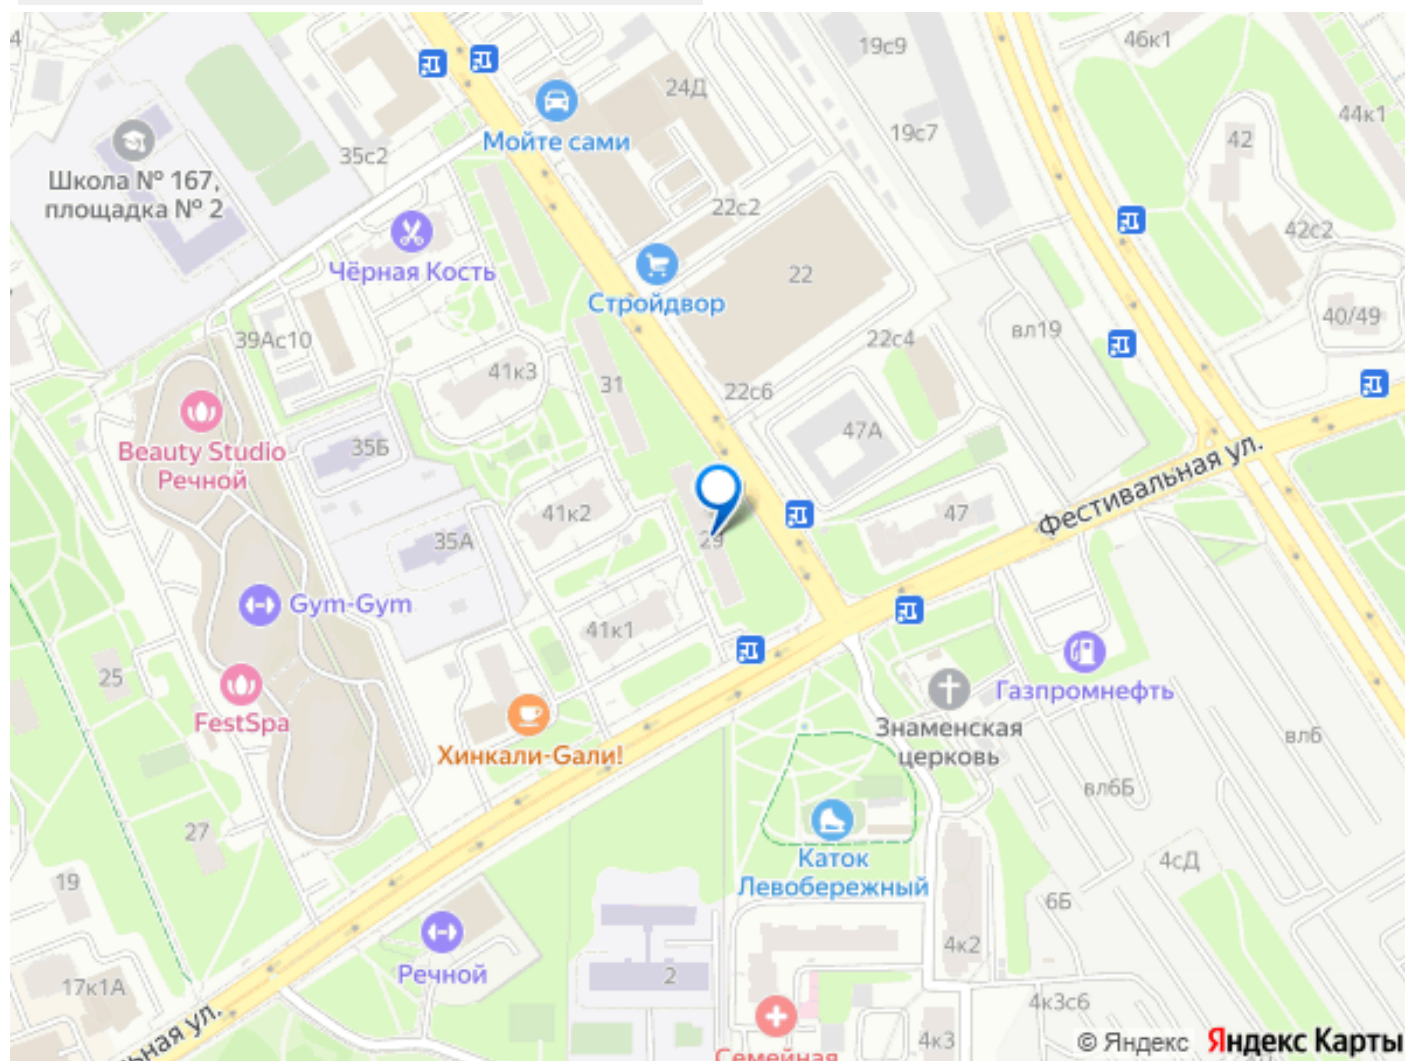 4
19с9
46к1
24Д
44к1
Мойте сами
19с7
42
35с2
Школа № 167,
площадка № 2
22с2
42с2
Чёрная Кость
22
Стройдвор
40/49
вл19
39Ас10
22с4
41к3
31
22с6
47А
Beauty Studio
Речной
35Б
Фестивальная ул.
41к2
47
35А
29
Gym-Gym
41к1
25
Газпромнефть
FestSpa
Знаменская
церковь
вл6
Хинкали-Gали!
вл6Б
27
Каток
Левобережный
4сД
19
6Б
4к2
Речной
2
17к1А
4к3с6
ьная ул.
4к3
Семейная
© Яндекс Яндекс Карты